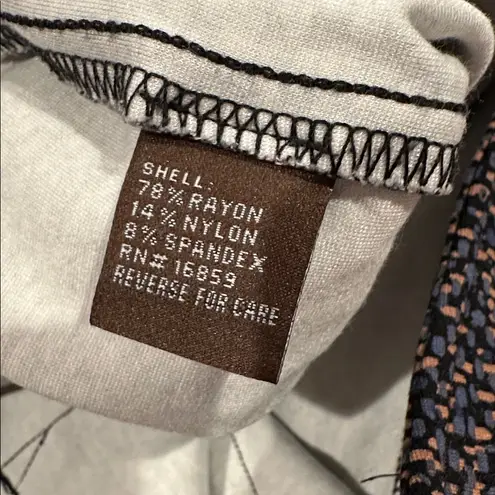 SHELL:
78% RAYON
14% NYLON
8% SPANDEX
RN# 16859
REVERSE FOR CARE